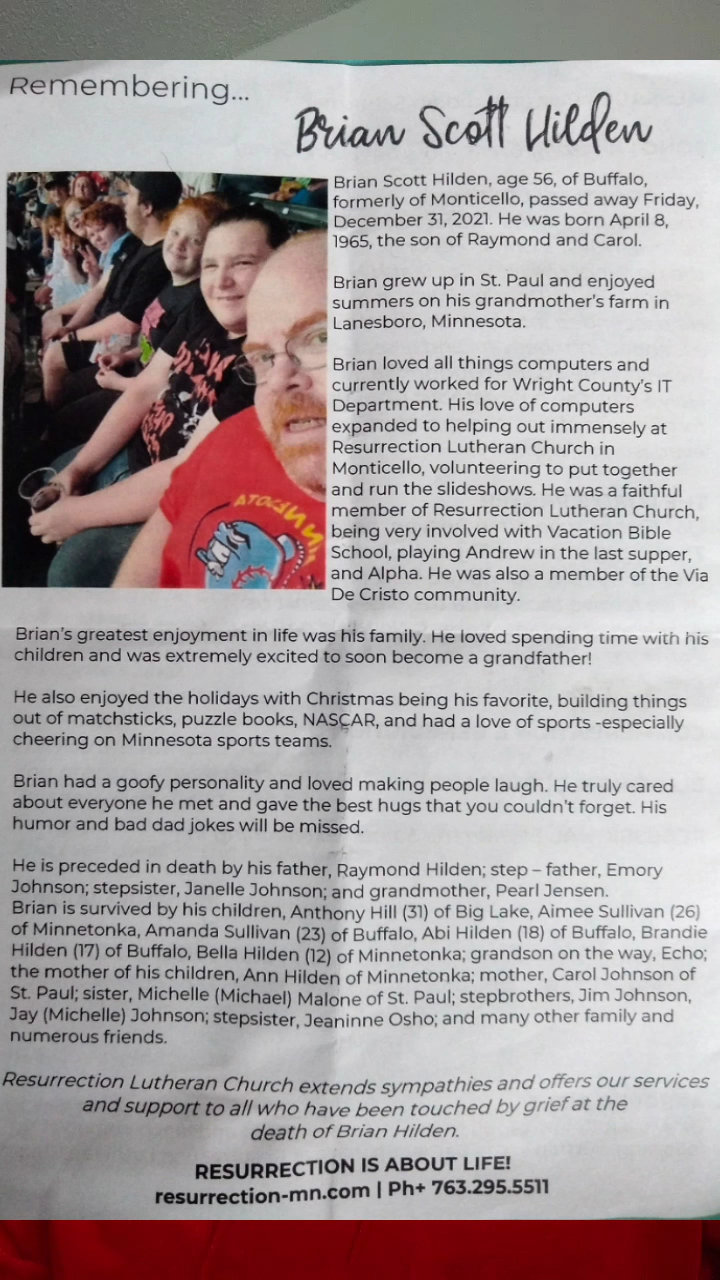 Remembering...
Brian Scott Hilden
Brian Scott Hilden, age 56, of Buffalo,
formerly of Monticello, passed away Friday,
December 31, 2021. He was born April 8,
1965, the son of Raymond and Carol.
Brian grew up in St. Paul and enjoyed
summers on his grandmother's farm in
Lanesboro, Minnesota.
Brian loved all things computers and
currently worked for Wright County's IT
Department. His love of computers
expanded to helping out immensely at
Resurrection Lutheran Church in
Monticello, volunteering to put together
and run the slideshows. He was a faithful
member of Resurrection Lutheran Church,
being very involved with Vacation Bible
School, playing Andrew in the last supper,
and Alpha. He was also a member of the Via
De Cristo community.
Brian's greatest enjoyment in life was his family. He loved spending time with his
children and was extremely excited to soon become a grandfather!
He also enjoyed the holidays with Christmas being his favorite, building things
out of matchsticks, puzzle books, NASCAR, and had a love of sports -especially
cheering on Minnesota sports teams.
Brian had a goofy personality and loved making people laugh. He truly cared
about everyone he met and gave the best hugs that you couldn't forget. His
humor and bad dad jokes will be missed.
He is preceded in death by his father, Raymond Hilden; step – father, Emory
Johnson; stepsister, Janelle Johnson; and grandmother, Pearl Jensen.
Brian is survived by his children, Anthony Hill (31) of Big Lake, Aimee Sullivan (26)
of Minnetonka, Amanda Sullivan (23) of Buffalo, Abi Hilden (18) of Buffalo, Brandie
Hilden (17) of Buffalo, Bella Hilden (12) of Minnetonka; grandson on the way, Echo;
the mother of his children, Ann Hilden of Minnetonka; mother, Carol Johnson of
St. Paul; sister, Michelle (Michael) Malone of St. Paul; stepbrothers, Jim Johnson,
Jay (Michelle) Johnson; stepsister, Jeaninne Osho; and many other family and
numerous friends.
Resurrection Lutheran Church extends sympathies and offers our services
and support to all who have been touched by grief at the
death of Brian Hilden.
RESURRECTION IS ABOUT LIFE!
resurrection-mn.com | Ph+ 763.295.5511